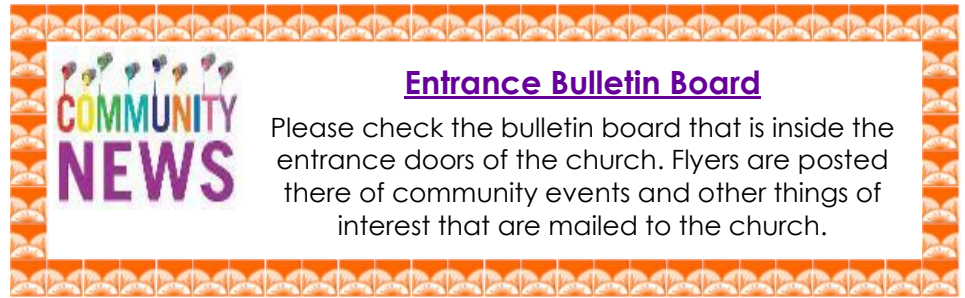 COMMUNITY
NEWS
Entrance Bulletin Board
Please check the bulletin board that is inside the
entrance doors of the church. Flyers are posted
there of community events and other things of
interest that are mailed to the church.